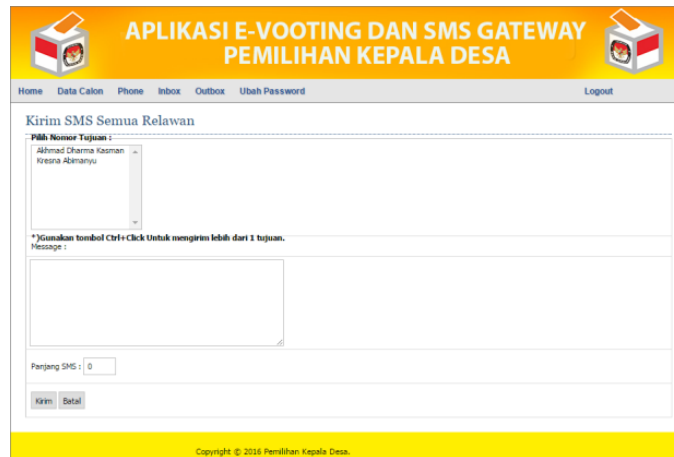 APLIKASI E-VOOTING DAN SMS GATEWAY
PEMILIHAN KEPALA DESA
Home Data Calon Phone Inbox Outbox Ubah Password Logout
Kirim SMS Semua Relawan
Pilih Nomor Tujuan :
Akhmad Dharma Kasman
Kresna Abimanyu
*)Gunakan tombol Ctrl+Click Untuk mengirim lebih dari 1 tujuan.
Message :
Panjang SMS : 0
Kirim Batal
Copyright © 2016 Pemilihan Kepala Desa.